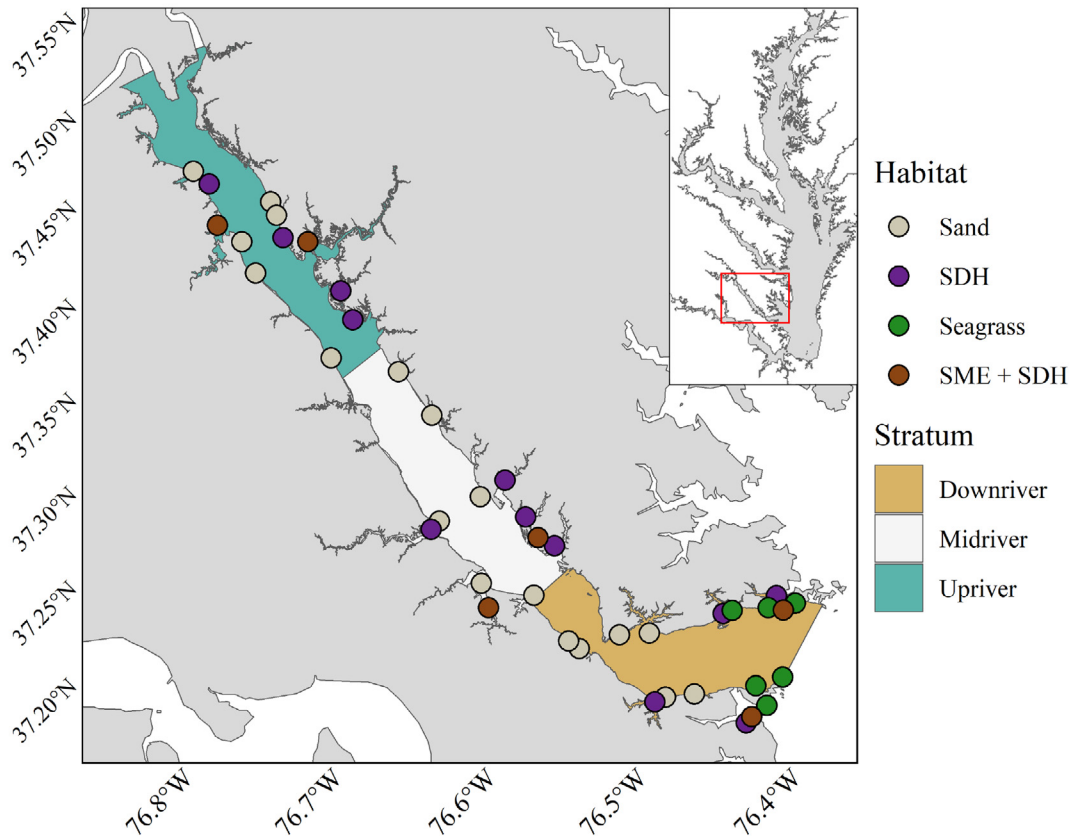 37.55°N
37.50°N
37.45°N
37.40°N
37.35°N
37.30°N
37.25°N
37.20°N
76.8°W
76.7°W
76.6°W
76.5°W
76.4°W
Habitat
Sand
SDH
Seagrass
SME + SDH
Stratum
Downriver
Midriver
Upriver